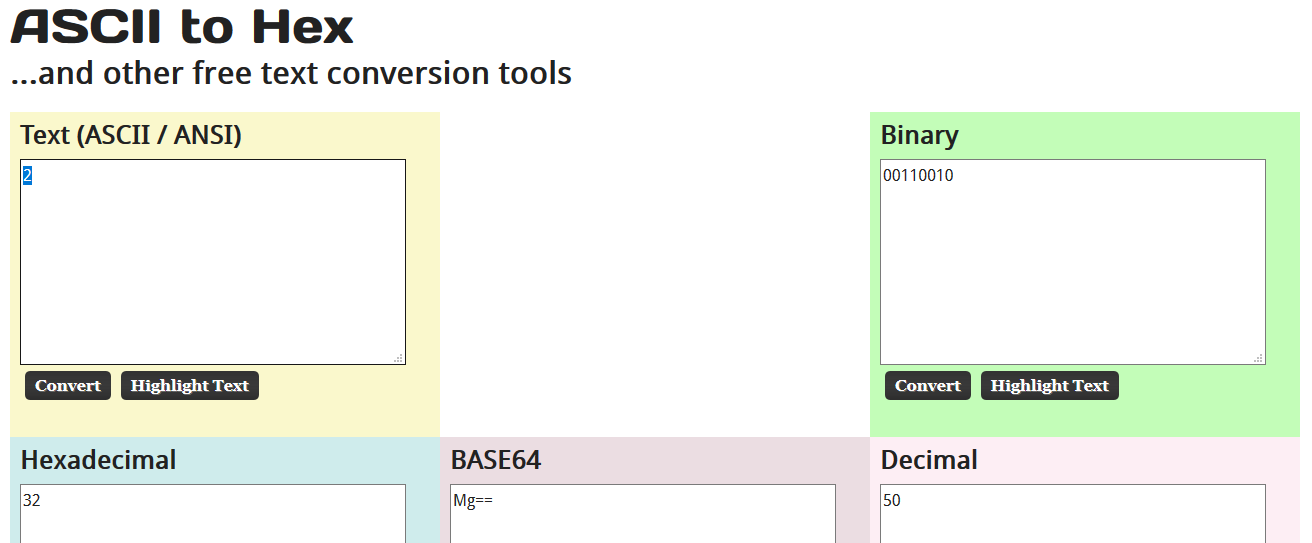 ASCII to Hex
...and other free text conversion tools
Text (ASCII / ANSI)
2
Convert
Highlight Text
Binary
00110010
Convert
Highlight Text
Hexadecimal
32
BASE64
Mg==
Decimal
50